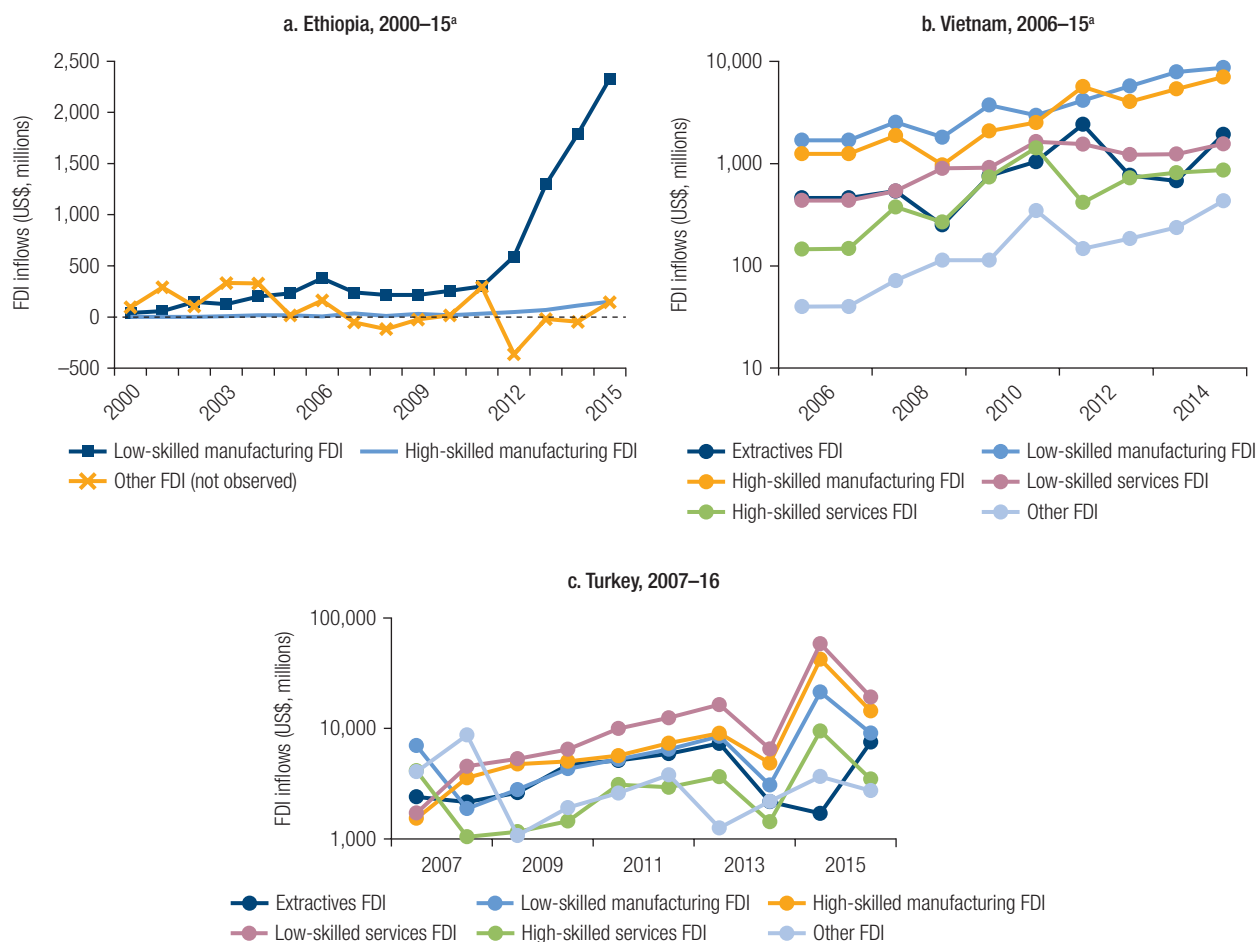 a. Ethiopia, 2000–15ª
FDI inflows (US$, millions)
2,500
2,000
1,500
1,000
500
0
–500
2000
2003
2006
2009
2012
2015
Low-skilled manufacturing FDI
High-skilled manufacturing FDI
Other FDI (not observed)
b. Vietnam, 2006–15ª
FDI inflows (US$, millions)
10,000
1,000
100
10
2006
2008
2010
2012
2014
Extractives FDI
Low-skilled manufacturing FDI
High-skilled manufacturing FDI
Low-skilled services FDI
High-skilled services FDI
Other FDI
c. Turkey, 2007–16
FDI inflows (US$, millions)
100,000
10,000
1,000
2007
2009
2011
2013
2015
Extractives FDI
Low-skilled manufacturing FDI
High-skilled manufacturing FDI
Low-skilled services FDI
High-skilled services FDI
Other FDI